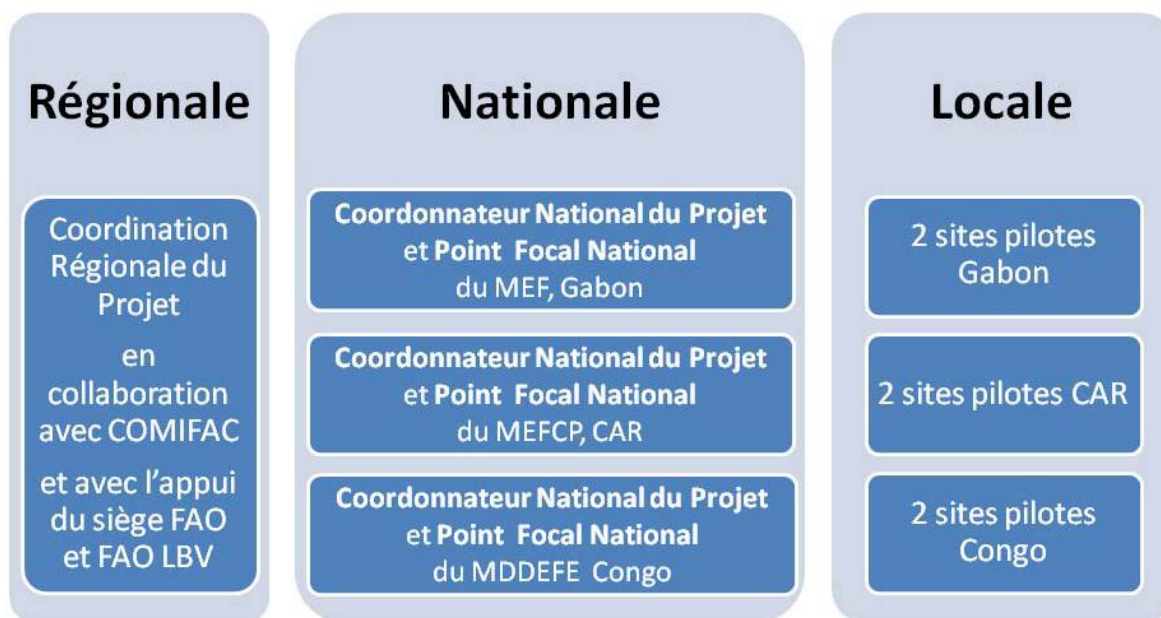 Régionale
Coordination
Régionale du
Projet
en
collaboration
avec COMIFAC
et avec l'appui
du siège FAO
et FAO LBV
Nationale
Coordonnateur National du Projet
et Point Focal National
du MEF, Gabon
Coordonnateur National du Projet
et Point Focal National
du MEFCP, CAR
Coordonnateur National du Projet
et Point Focal National
du MDDEFE Congo
Locale
2 sites pilotes
Gabon
2 sites pilotes CAR
2 sites pilotes
Congo